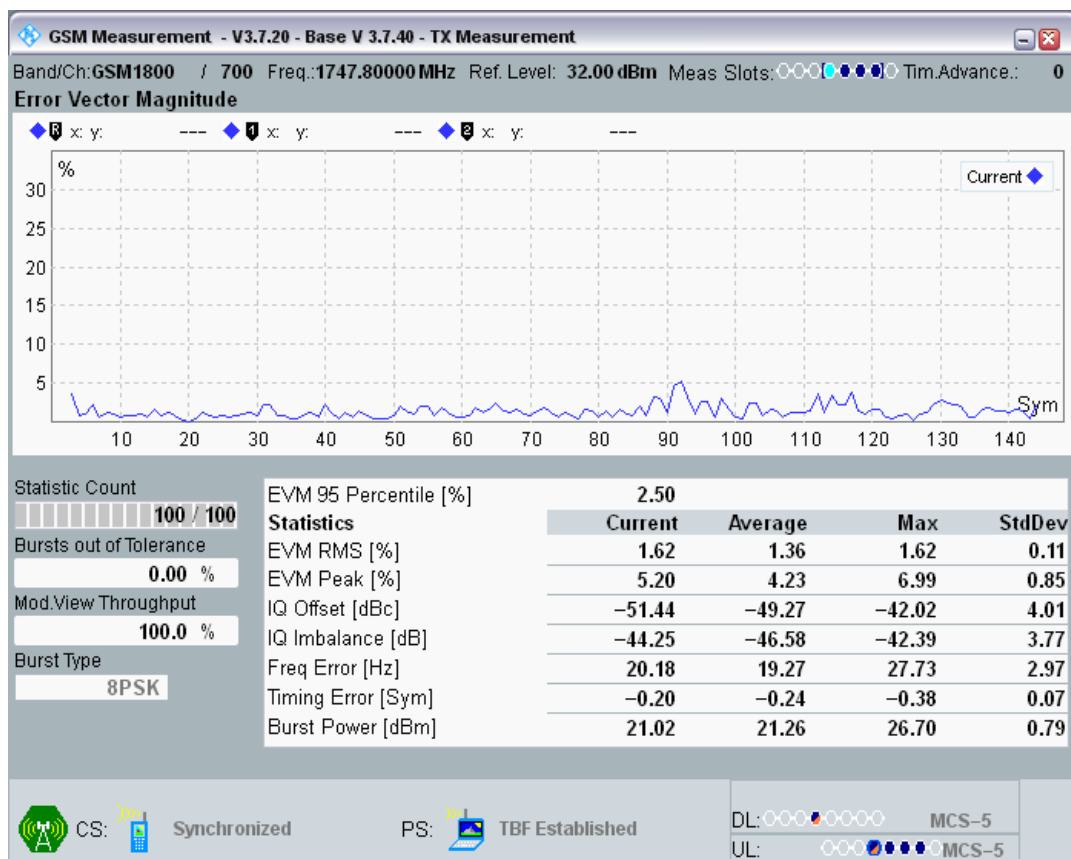 GSM Measurement - V3.7.20 - Base V 3.7.40 - TX Measurement
Band/Ch:GSM1800 / 700 Freq.:1747.80000 MHz Ref. Level: 32.00 dBm Meas Slots: Tim.Advance.: 0
Error Vector Magnitude
R x: y: --- 1 x: y: --- 2 x: y: ---
%
Current
30
25
20
15
10
5
Sym
10 20 30 40 50 60 70 80 90 100 110 120 130 140
Statistic Count
100 / 100
Bursts out of Tolerance
0.00 %
Mod.View Throughput
100.0 %
Burst Type
8PSK
EVM 95 Percentile [%] 2.50
Statistics Current Average Max StdDev
EVM RMS [%] 1.62 1.36 1.62 0.11
EVM Peak [%] 5.20 4.23 6.99 0.85
IQ Offset [dBc] −51.44 −49.27 −42.02 4.01
IQ Imbalance [dB] −44.25 −46.58 −42.39 3.77
Freq Error [Hz] 20.18 19.27 27.73 2.97
Timing Error [Sym] −0.20 −0.24 −0.38 0.07
Burst Power [dBm] 21.02 21.26 26.70 0.79
CS: Synchronized PS: TBF Established
DL: MCS−5
UL: MCS−5